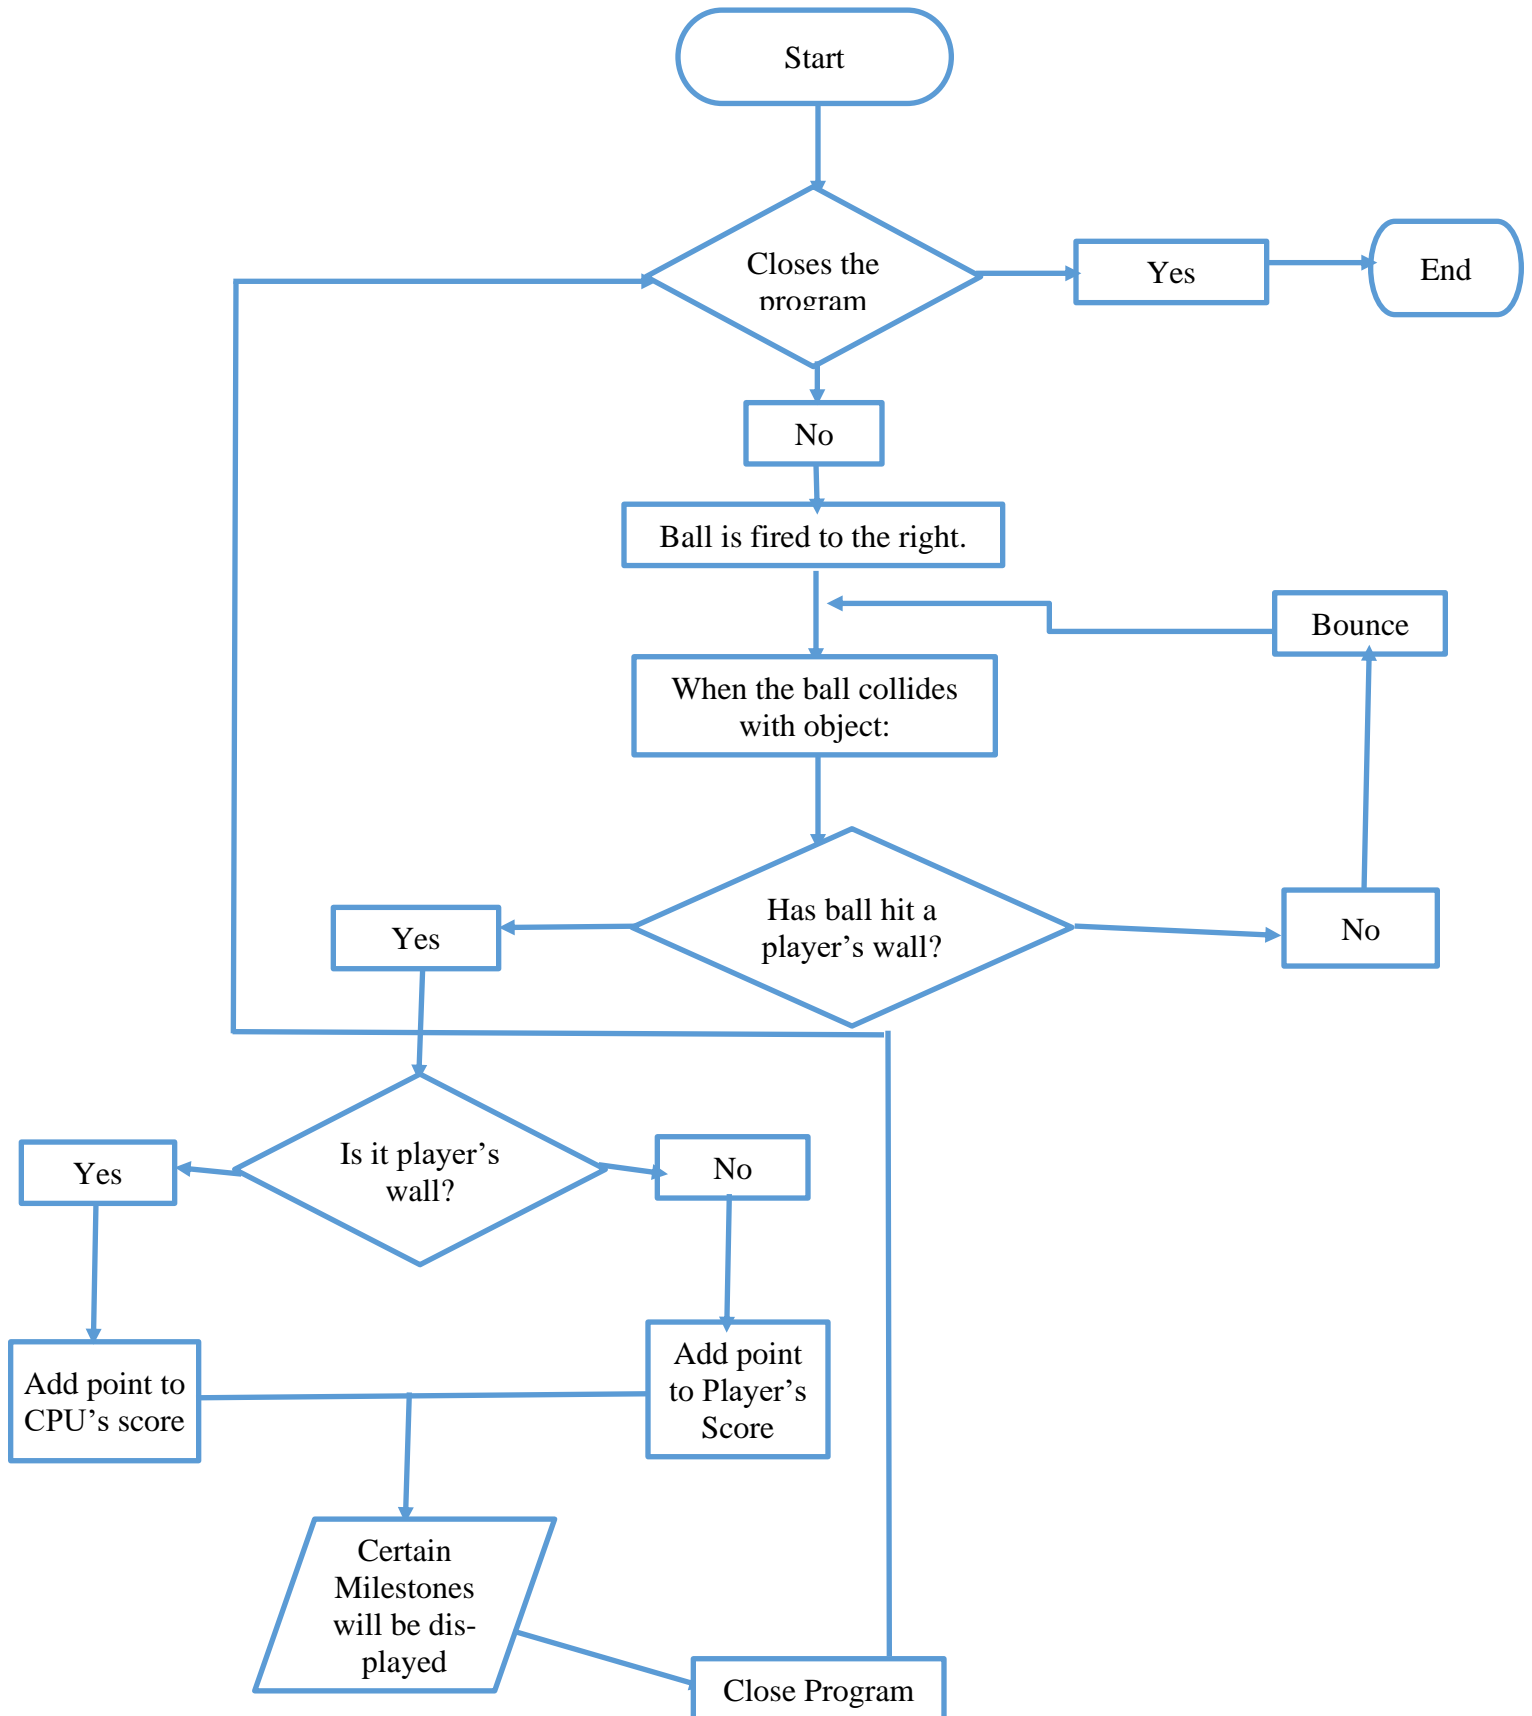 Start
Closes the
program
Yes
End
No
Ball is fired to the right.
Bounce
When the ball collides
with object:
Has ball hit a
player’s wall?
Yes
No
Is it player’s
wall?
Yes
No
Add point to
CPU’s score
Add point
to Player’s
Score
Certain
Milestones
will be dis-
played
Close Program